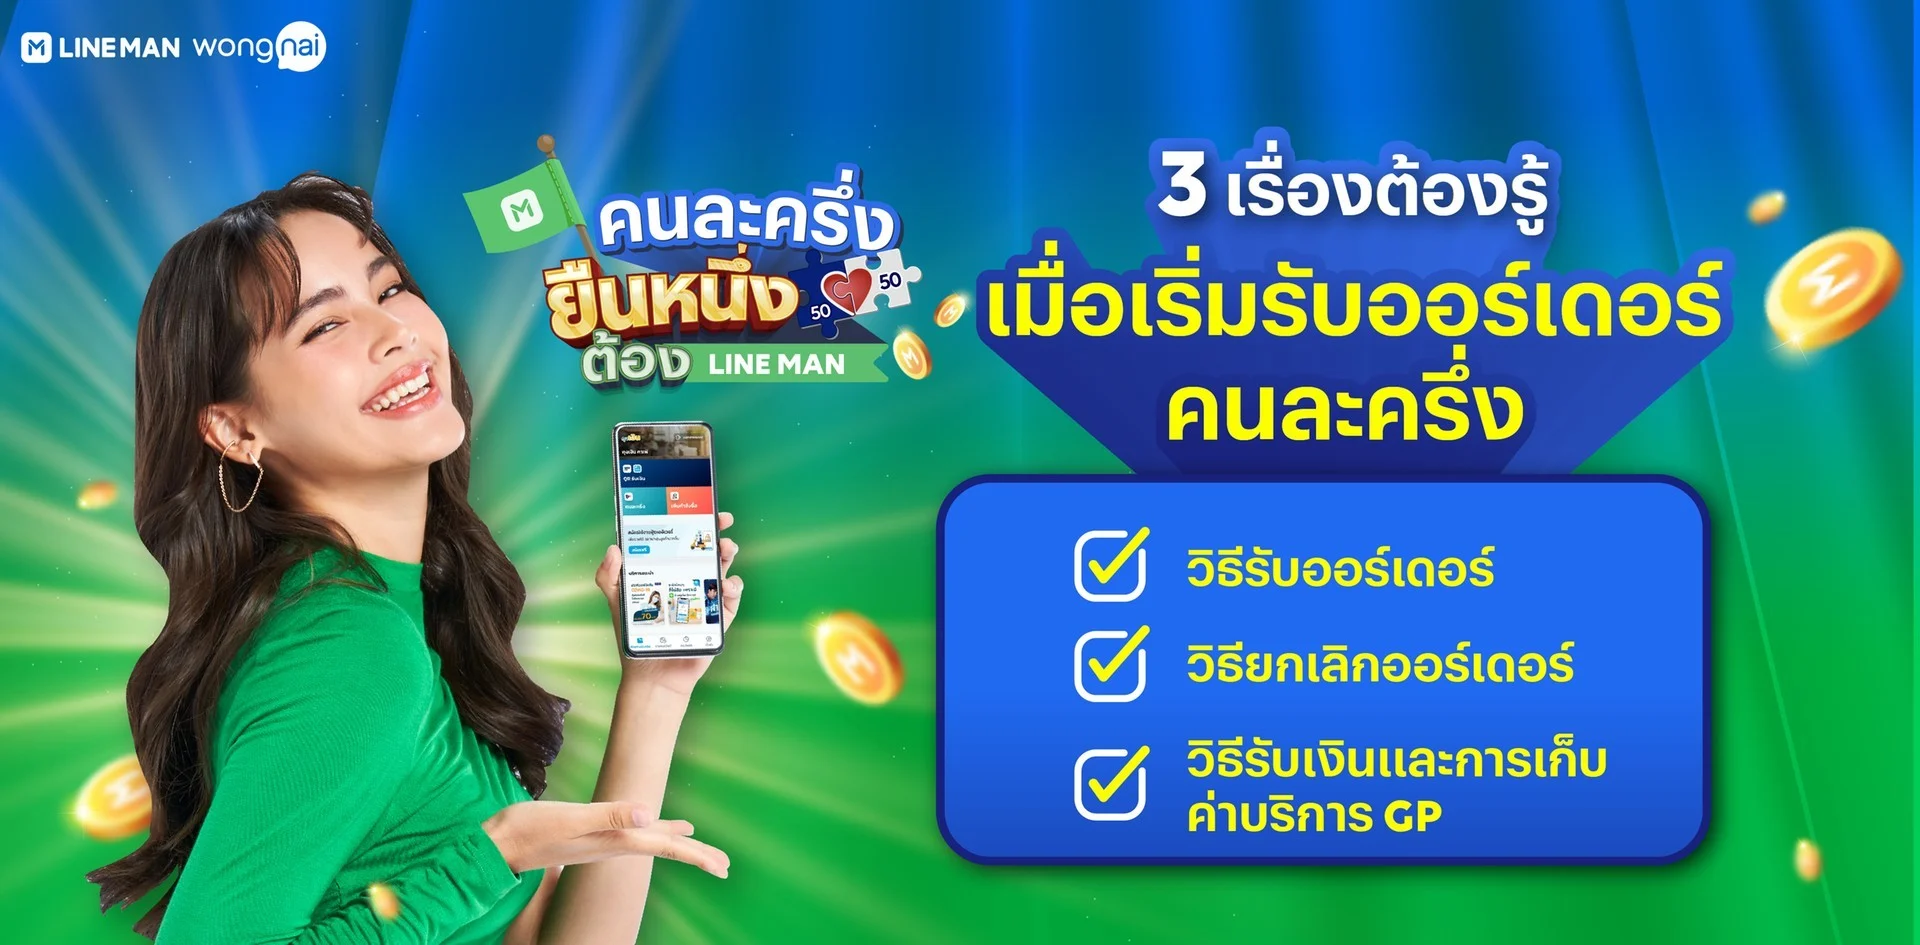 LINE MAN wongnai
คนละครึ่ง
ยืนหนึ่ง
50 50
ต้อง LINE MAN
3 เรื่องต้องรู้
เมื่อเริ่มรับออร์เดอร์
คนละครึ่ง
วิธีรับออร์เดอร์
วิธียกเลิกออร์เดอร์
วิธีรับเงินและการเก็บ
ค่าบริการ GP